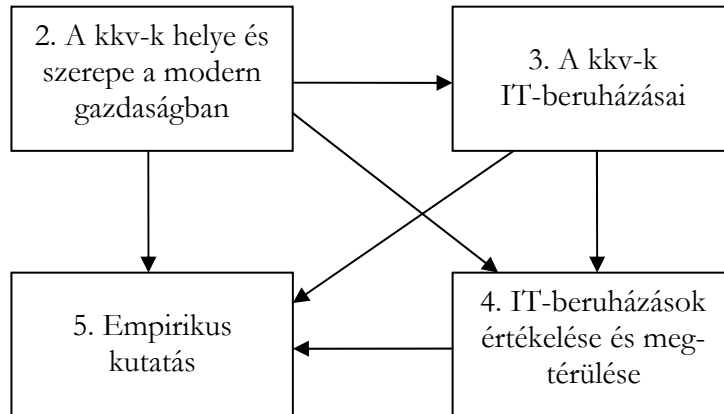 2. A kkv-k helye és
szerepe a modern
gazdaságban
3. A kkv-k
IT-beruházásai
5. Empirikus
kutatás
4. IT-beruházások
értékelése és meg-
térülése